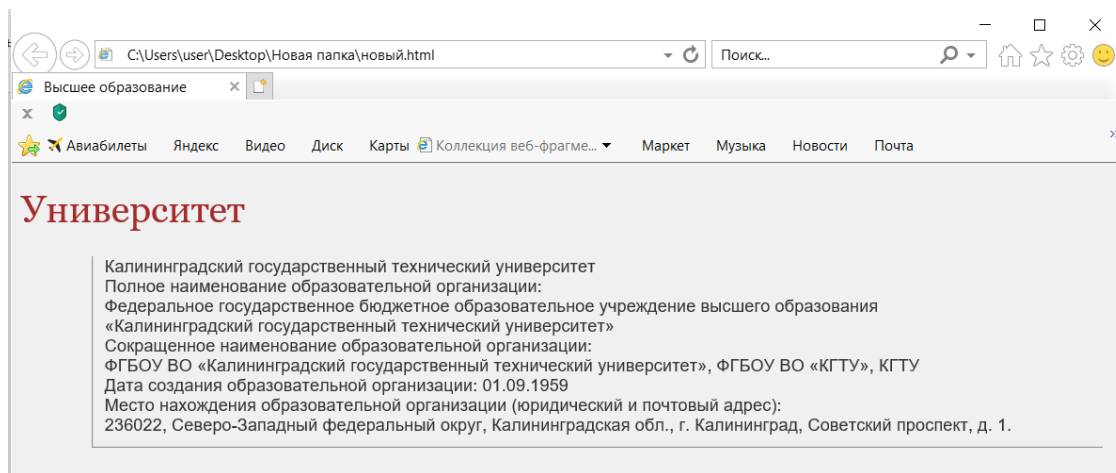 C:\Users\user\Desktop\Новая папка\новый.html
Поиск...
Высшее образование
Авиабилеты Яндекс Видео Диск Карты Коллекция веб-фрагме... Маркет Музыка Новости Почта
Университет
Калининградский государственный технический университет
Полное наименование образовательной организации:
Федеральное государственное бюджетное образовательное учреждение высшего образования
«Калининградский государственный технический университет»
Сокращенное наименование образовательной организации:
ФГБОУ ВО «Калининградский государственный технический университет», ФГБОУ ВО «КГТУ», КГТУ
Дата создания образовательной организации: 01.09.1959
Место нахождения образовательной организации (юридический и почтовый адрес):
236022, Северо-Западный федеральный округ, Калининградская обл., г. Калининград, Советский проспект, д. 1.